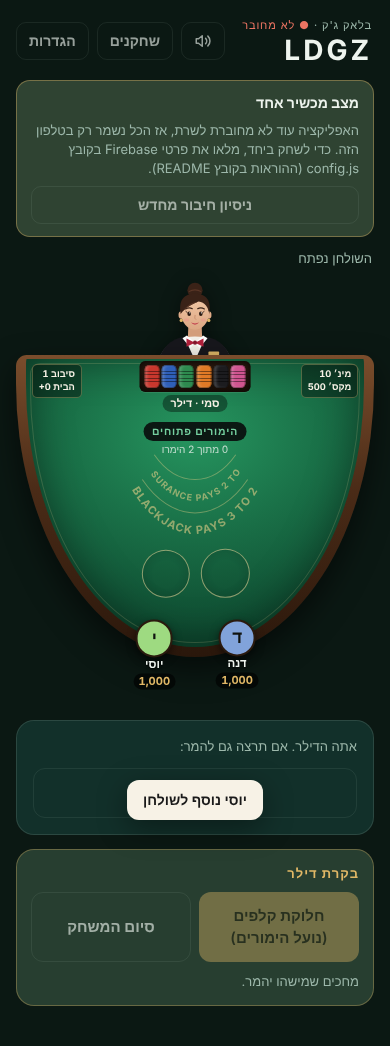 בלאק ג'ק · לא מחובר
LDGZ
שחקנים
הגדרות
מצב מכשיר אחד
האפליקציה עוד לא מחוברת לשרת, אז הכל נשמר רק בטלפון
הזה. כדי לשחק ביחד, מלאו את פרטי Firebase בקובץ
config.js (ההוראות בקובץ README).
ניסיון חיבור מחדש
השולחן נפתח
מינ׳ 10
מקס׳ 500
סיבוב 1
הבית +0
סמי · דילר
הימורים פתוחים
0 מתוך 2 הימרו
SURANCE PAYS 2 TO
BLACKJACK PAYS 3 TO 2
ד
דנה
1,000
י
יוסי
1,000
אתה הדילר. אם תרצה גם להמר:
יוסי נוסף לשולחן
בקרת דילר
חלוקת קלפים
(נועל הימורים)
סיום המשחק
מחכים שמישהו יהמר.